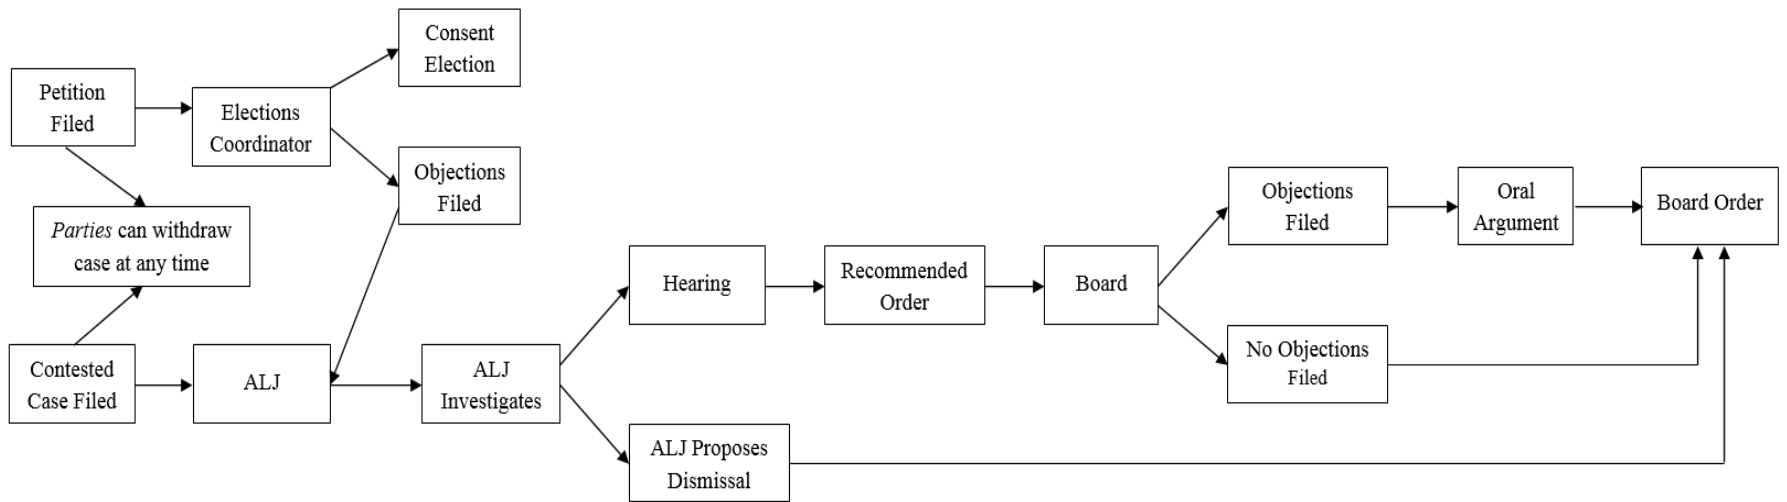 Consent
Election
Petition
Filed
Elections
Coordinator
Objections
Filed
Parties can withdraw
case at any time
Contested
Case Filed
ALJ
ALJ
Investigates
Hearing
Recommended
Order
Board
ALJ Proposes
Dismissal
Objections
Filed
No Objections
Filed
Oral
Argument
Board Order